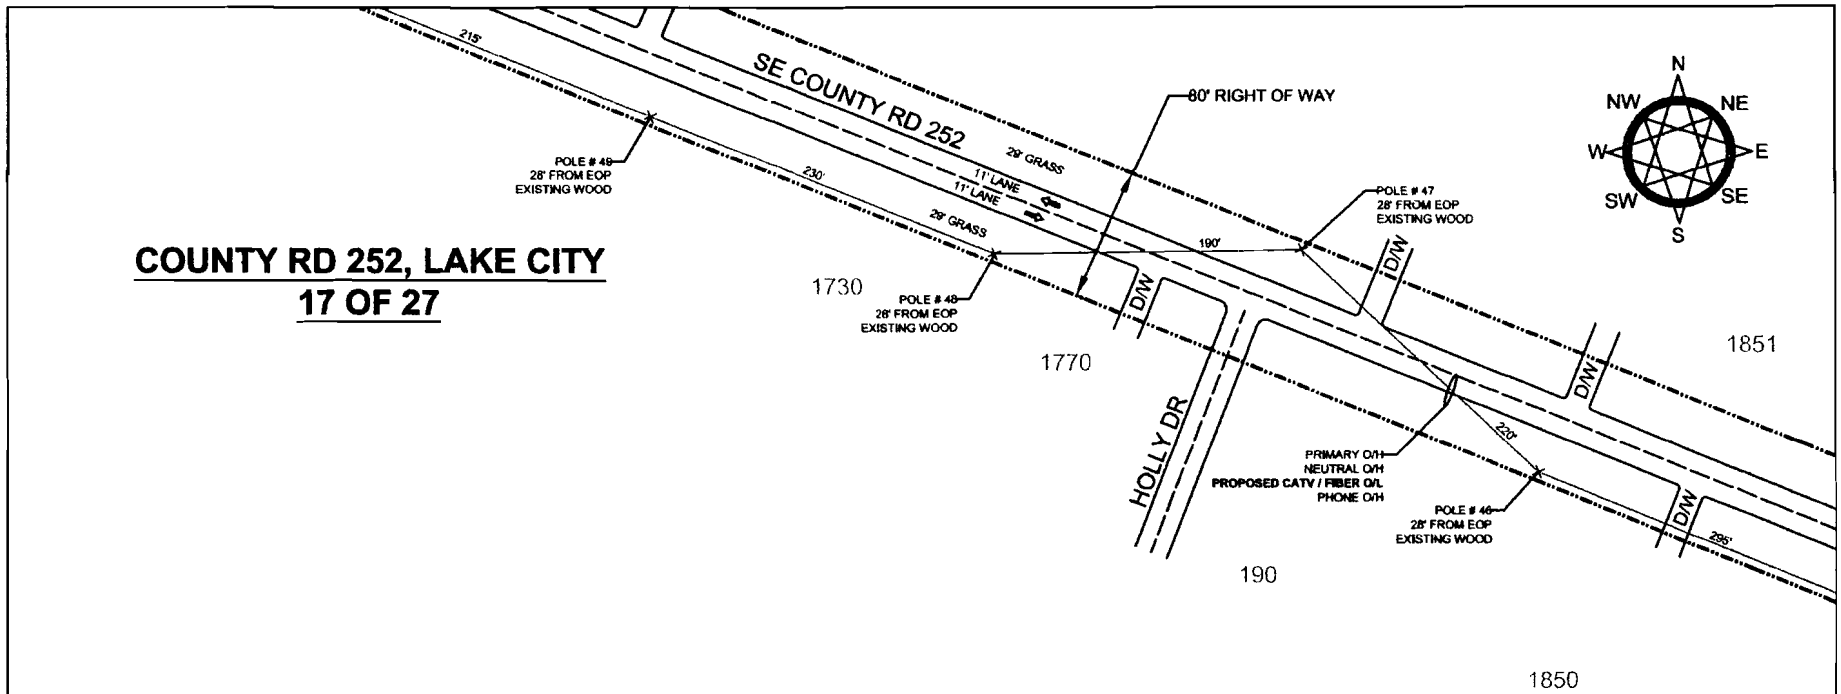 215'
SE COUNTY RD 252
80' RIGHT OF WAY
N
NW
NE
W
E
SW
SE
S
29' GRASS
11' LANE
11' LANE
29' GRASS
POLE # 49
28' FROM EOP
EXISTING WOOD
230'
POLE # 47
28' FROM EOP
EXISTING WOOD
190'
D/W
COUNTY RD 252, LAKE CITY
17 OF 27
1730
POLE # 48
28' FROM EOP
EXISTING WOOD
D/W
1770
1851
D/W
HOLLY DR
PRIMARY O/H
NEUTRAL O/H
PROPOSED CATV / FIBER O/L
PHONE O/H
220'
POLE # 46
28' FROM EOP
EXISTING WOOD
D/W
295'
190
1850